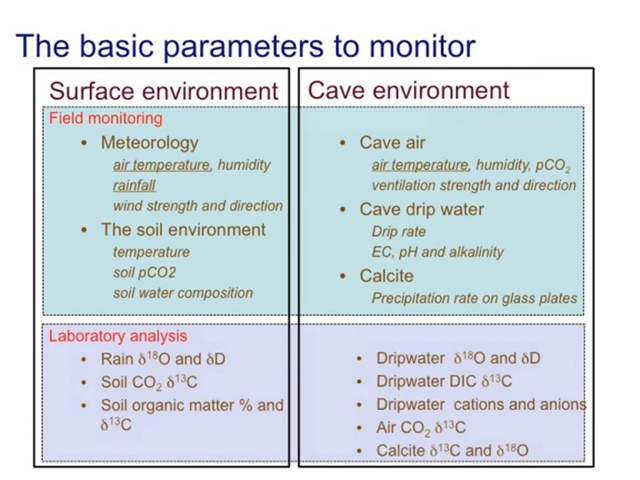 The basic parameters to monitor
Surface environment
Field monitoring
• Meteorology
air temperature, humidity
rainfall
wind strength and direction
• The soil environment
temperature
soil pCO2
soil water composition
Laboratory analysis
• Rain δ¹⁸O and δD
• Soil CO₂ δ¹³C
• Soil organic matter % and
δ¹³C
Cave environment
• Cave air
air temperature, humidity, pCO₂
ventilation strength and direction
• Cave drip water
Drip rate
EC, pH and alkalinity
• Calcite
Precipitation rate on glass plates
• Dripwater δ¹⁸O and δD
• Dripwater DIC δ¹³C
• Dripwater cations and anions
• Air CO₂ δ¹³C
• Calcite δ¹³C and δ¹⁸O